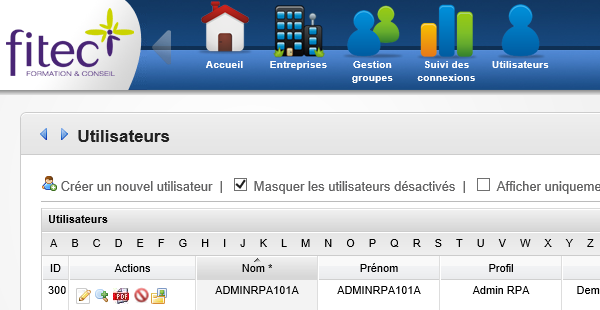 fitec
FORMATION & CONSEIL
Accueil
Entreprises
Gestion groupes
Suivi des connexions
Utilisateurs
Utilisateurs
Créer un nouvel utilisateur | Masquer les utilisateurs désactivés | Afficher uniqueme
Utilisateurs
A B C D E F G H I J K L M N O P Q R S T U V W X Y Z
ID Actions Nom * Prénom Profil
300 PDF ADMINRPA101A ADMINRPA101A Admin RPA Dem